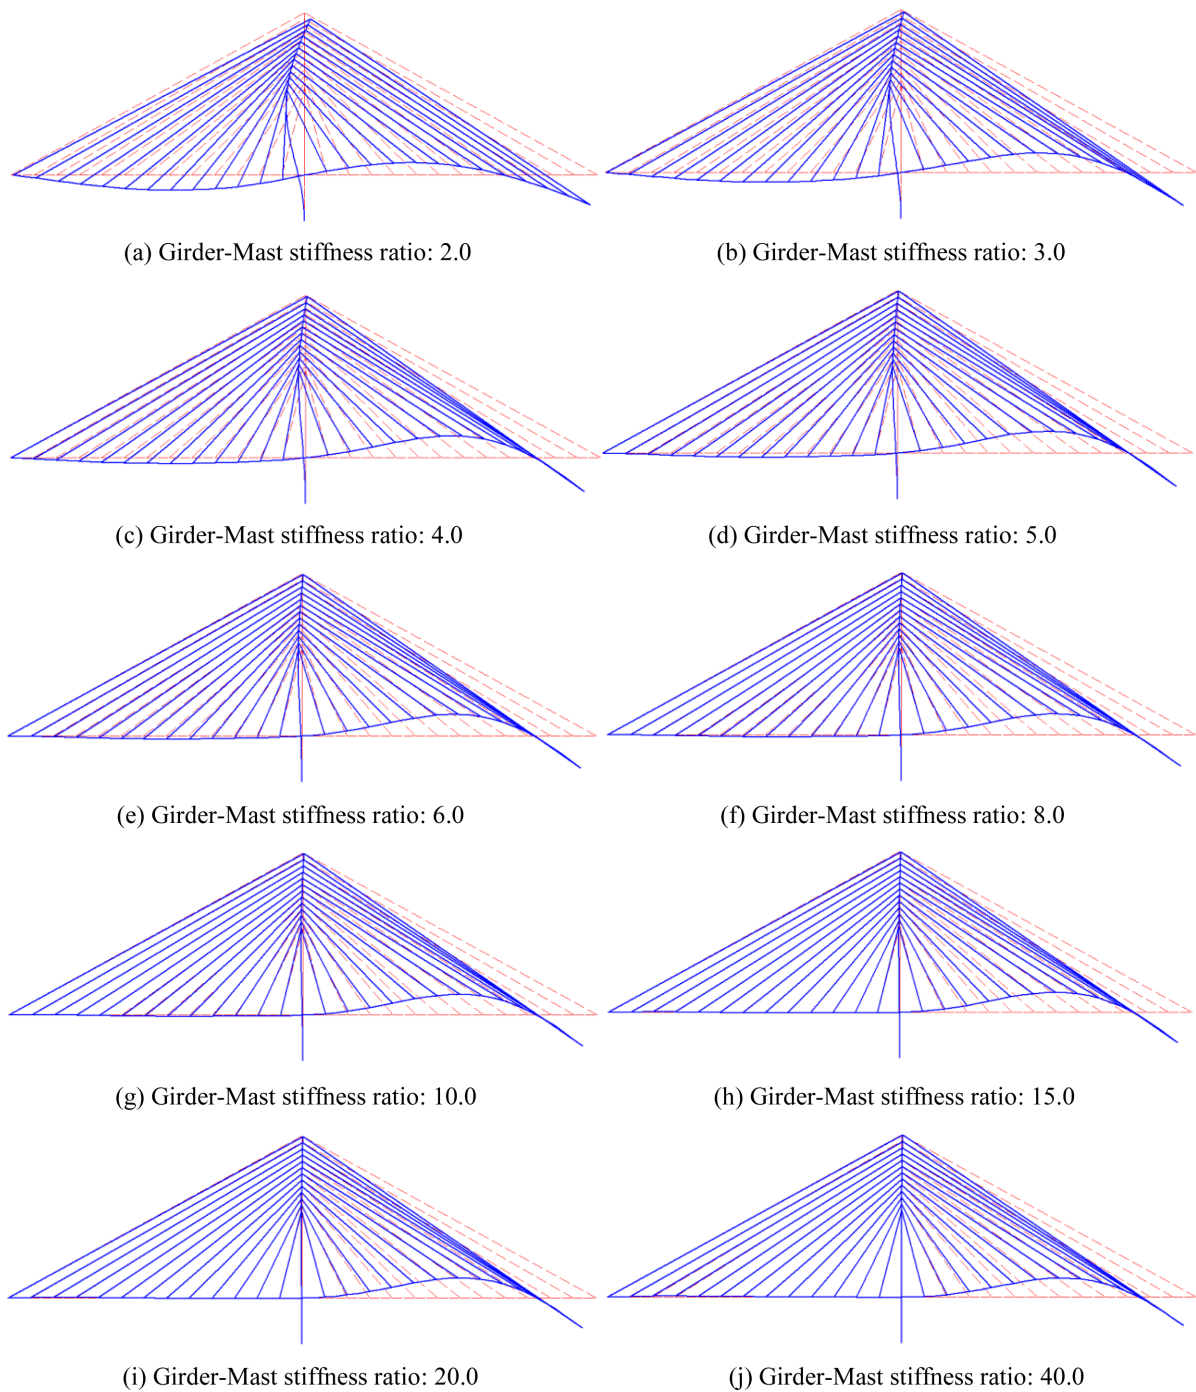 (a) Girder-Mast stiffness ratio: 2.0
(b) Girder-Mast stiffness ratio: 3.0
(c) Girder-Mast stiffness ratio: 4.0
(d) Girder-Mast stiffness ratio: 5.0
(e) Girder-Mast stiffness ratio: 6.0
(f) Girder-Mast stiffness ratio: 8.0
(g) Girder-Mast stiffness ratio: 10.0
(h) Girder-Mast stiffness ratio: 15.0
(i) Girder-Mast stiffness ratio: 20.0
(j) Girder-Mast stiffness ratio: 40.0